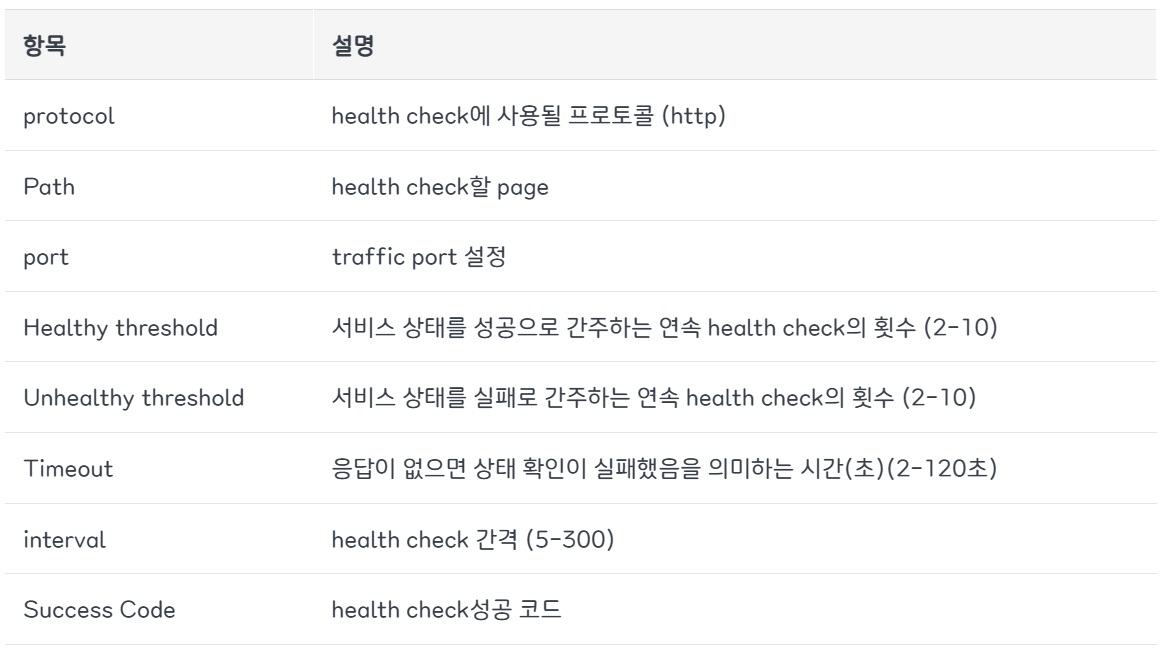 항목 설명
protocol health check에 사용될 프로토콜 (http)
Path health check할 page
port traffic port 설정
Healthy threshold 서비스 상태를 성공으로 간주하는 연속 health check의 횟수 (2-10)
Unhealthy threshold 서비스 상태를 실패로 간주하는 연속 health check의 횟수 (2-10)
Timeout 응답이 없으면 상태 확인이 실패했음을 의미하는 시간(초)(2-120초)
interval health check 간격 (5-300)
Success Code health check성공 코드